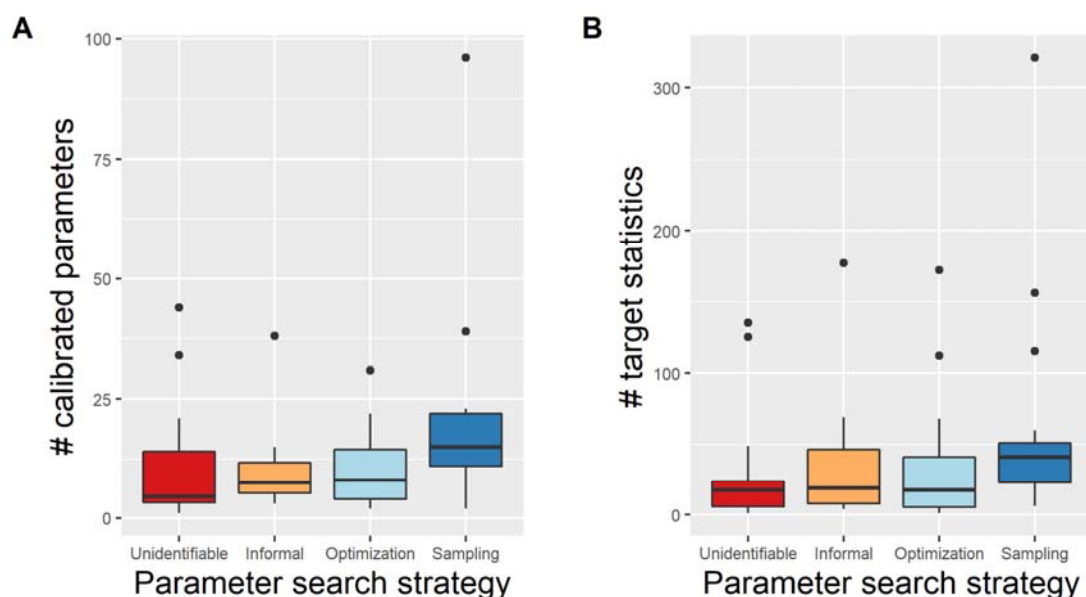 A
# calibrated parameters
100
75
50
25
0
Unidentifiable Informal Optimization Sampling
Parameter search strategy
B
# target statistics
300
200
100
0
Unidentifiable Informal Optimization Sampling
Parameter search strategy